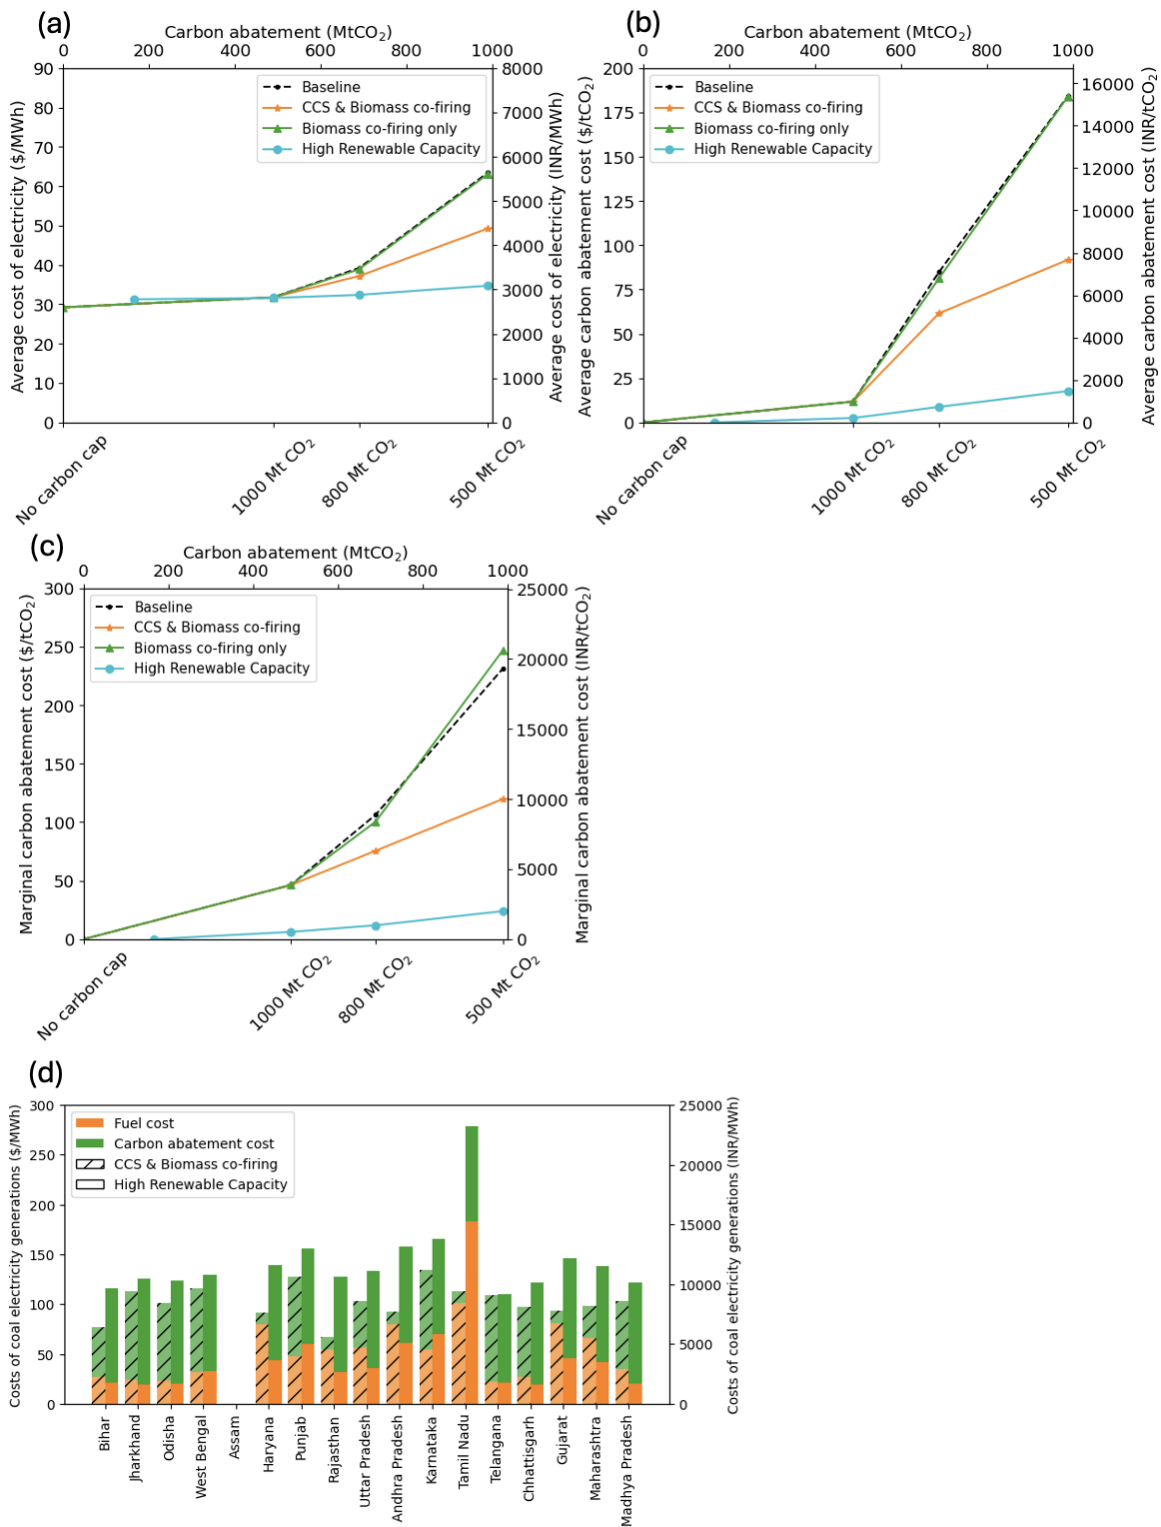 (a)
Carbon abatement (MtCO₂)
0 200 400 600 800 1000
90 80 70 60 50 40 30 20 10 0
Average cost of electricity ($/MWh)
Baseline
CCS & Biomass co-firing
Biomass co-firing only
High Renewable Capacity
8000 7000 6000 5000 4000 3000 2000 1000 0
Average cost of electricity (INR/MWh)
No carbon cap
1000 Mt CO₂
800 Mt CO₂
500 Mt CO₂
(b)
Carbon abatement (MtCO₂)
0 200 400 600 800 1000
200 175 150 125 100 75 50 25 0
Average carbon abatement cost ($/tCO₂)
Baseline
CCS & Biomass co-firing
Biomass co-firing only
High Renewable Capacity
16000 14000 12000 10000 8000 6000 4000 2000 0
Average carbon abatement cost (INR/tCO₂)
No carbon cap
1000 Mt CO₂
800 Mt CO₂
500 Mt CO₂
(c)
Carbon abatement (MtCO₂)
0 200 400 600 800 1000
300 250 200 150 100 50 0
Marginal carbon abatement cost ($/tCO₂)
Baseline
CCS & Biomass co-firing
Biomass co-firing only
High Renewable Capacity
25000 20000 15000 10000 5000 0
Marginal carbon abatement cost (INR/tCO₂)
No carbon cap
1000 Mt CO₂
800 Mt CO₂
500 Mt CO₂
(d)
300 250 200 150 100 50 0
Costs of coal electricity generations ($/MWh)
Fuel cost
Carbon abatement cost
CCS & Biomass co-firing
High Renewable Capacity
25000 20000 15000 10000 5000 0
Costs of coal electricity generations (INR/MWh)
Bihar
Jharkhand
Odisha
West Bengal
Assam
Haryana
Punjab
Rajasthan
Uttar Pradesh
Andhra Pradesh
Karnataka
Tamil Nadu
Telangana
Chhattisgarh
Gujarat
Maharashtra
Madhya Pradesh